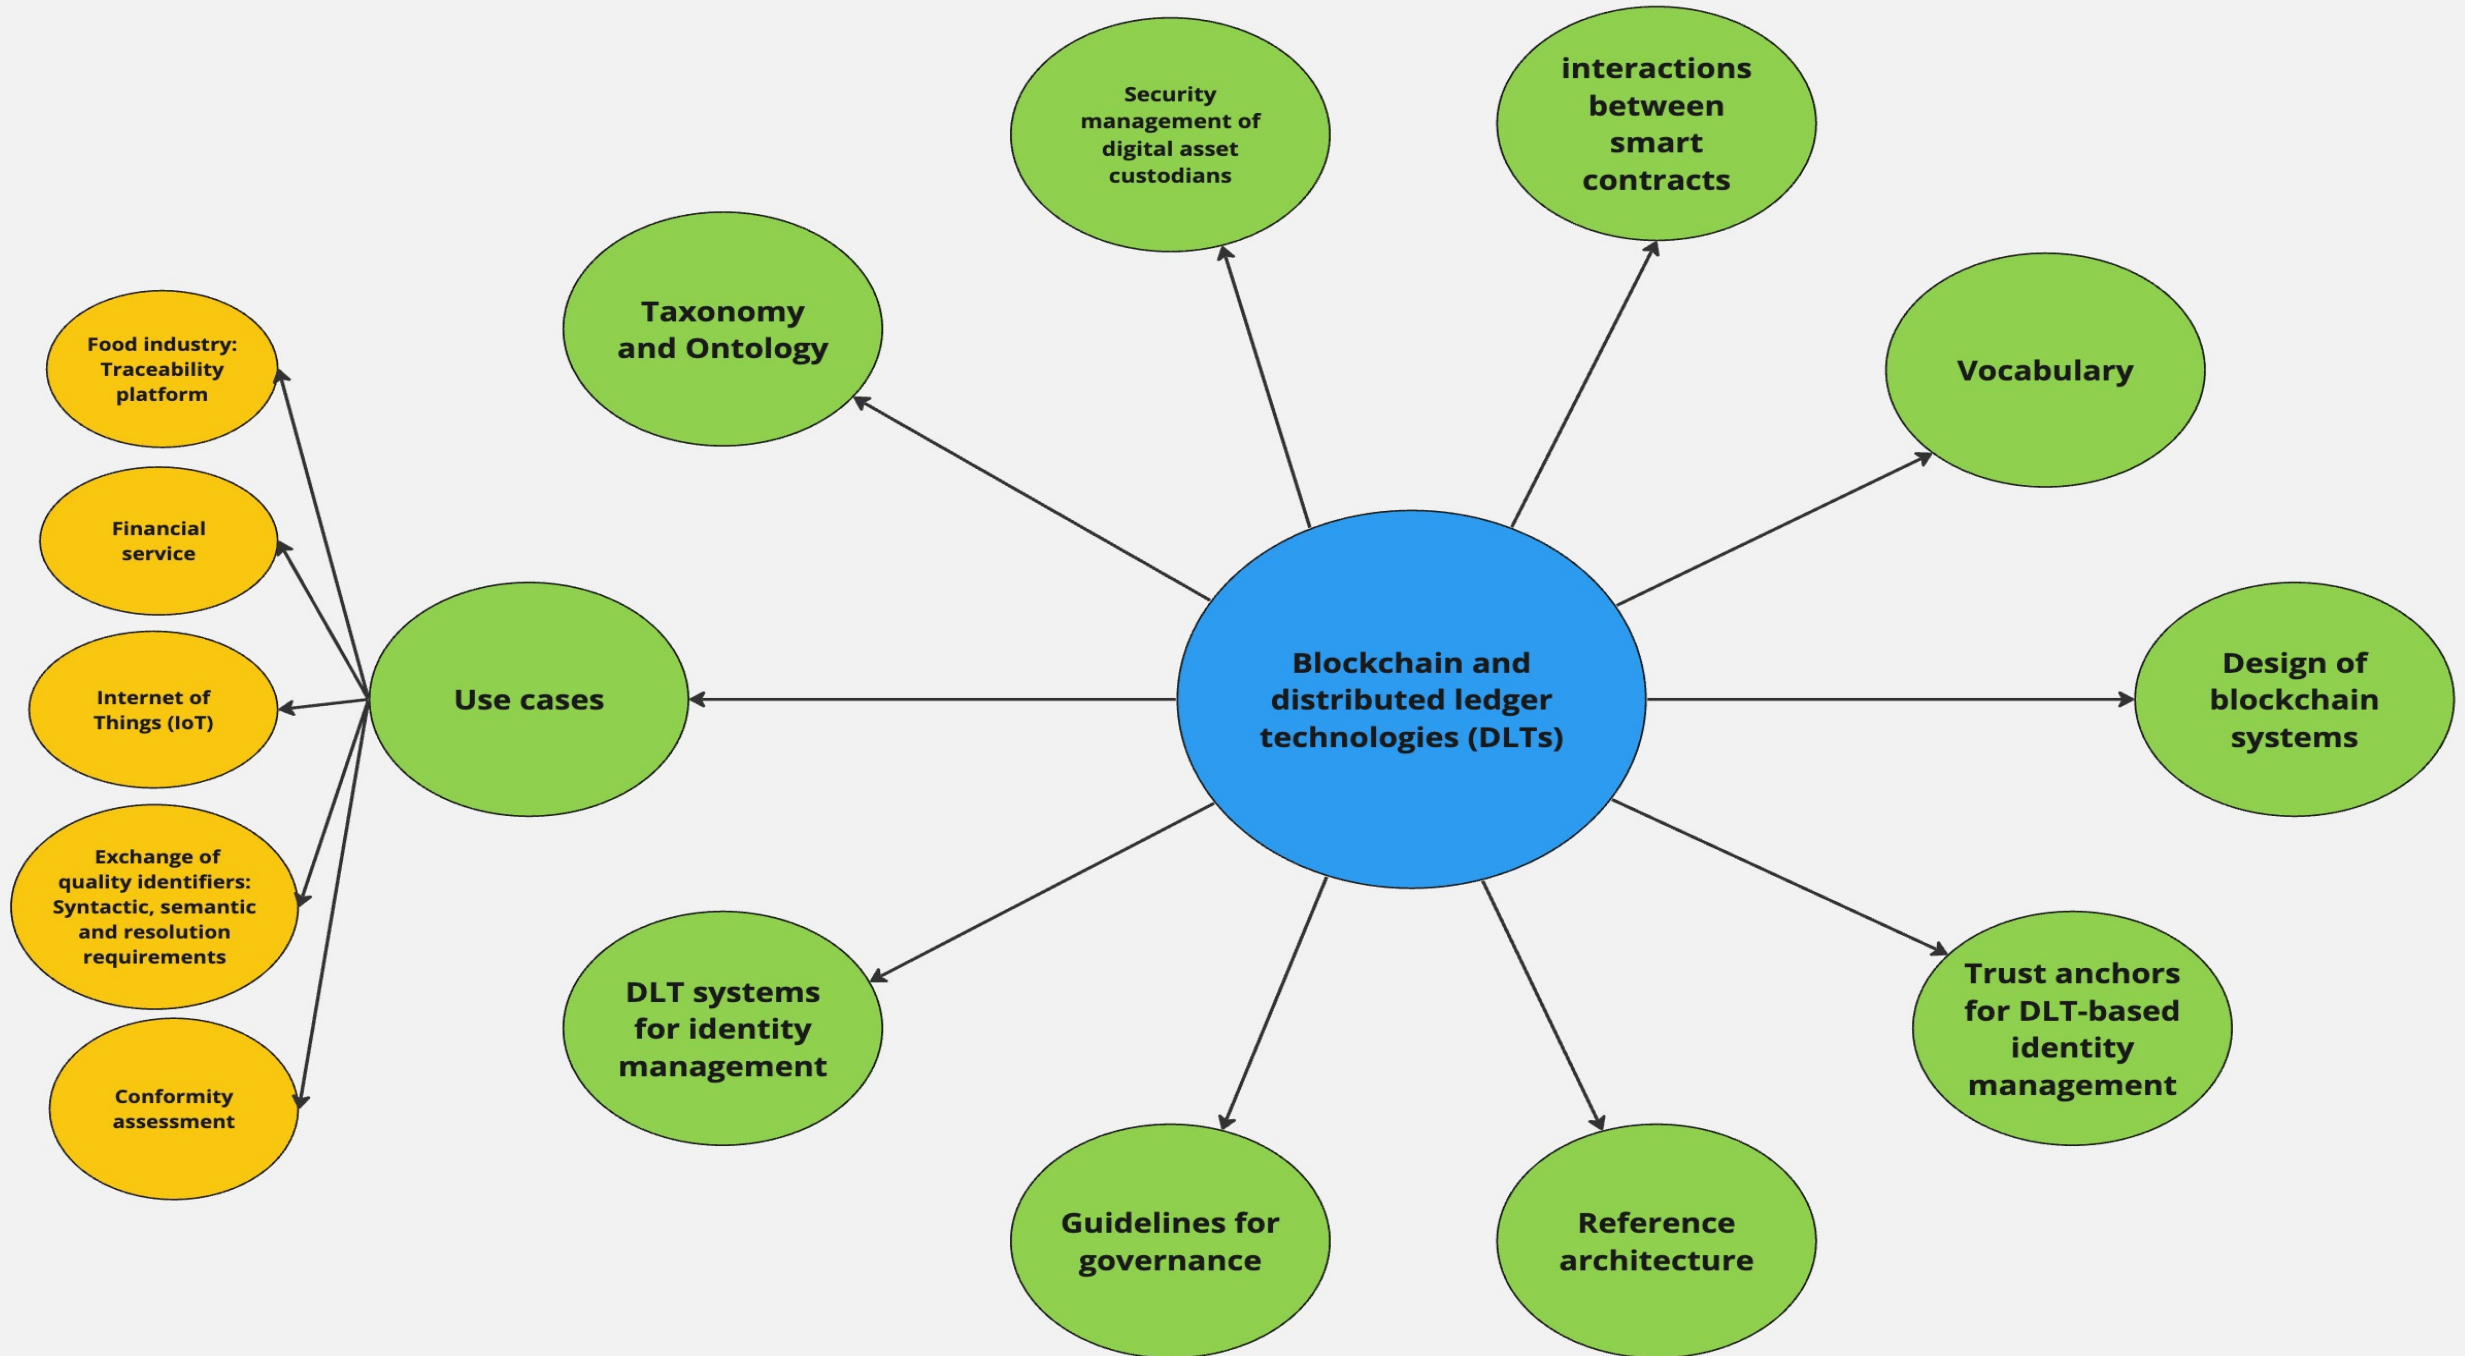 Security
management of
digital asset
custodians
interactions
between
smart
contracts
Taxonomy
and Ontology
Vocabulary
Food industry:
Traceability
platform
Financial
service
Internet of
Things (IoT)
Exchange of
quality identifiers:
Syntactic, semantic
and resolution
requirements
Conformity
assessment
Use cases
Blockchain and
distributed ledger
technologies (DLTs)
Design of
blockchain
systems
DLT systems
for identity
management
Trust anchors
for DLT-based
identity
management
Guidelines for
governance
Reference
architecture